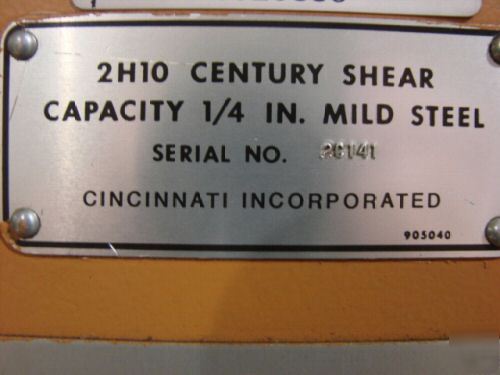 2H10 CENTURY SHEAR
CAPACITY 1/4 IN. MILD STEEL
SERIAL NO.
CINCINNATI INCORPORATED
905040